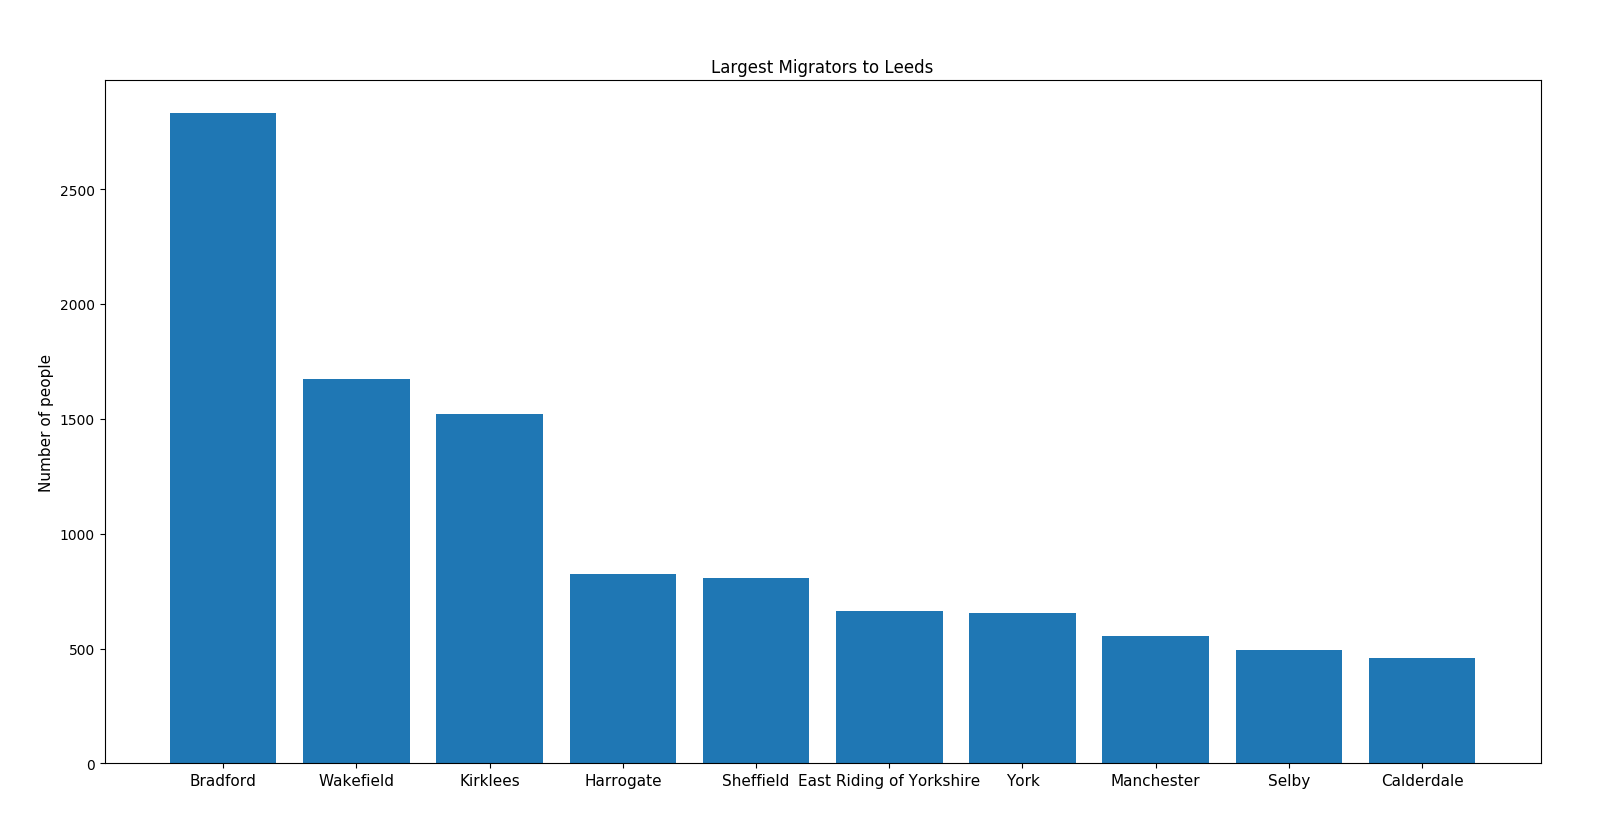 Largest Migrators to Leeds
Number of people
2500
2000
1500
1000
500
0
Bradford Wakefield Kirklees Harrogate Sheffield East Riding of Yorkshire York Manchester Selby Calderdale